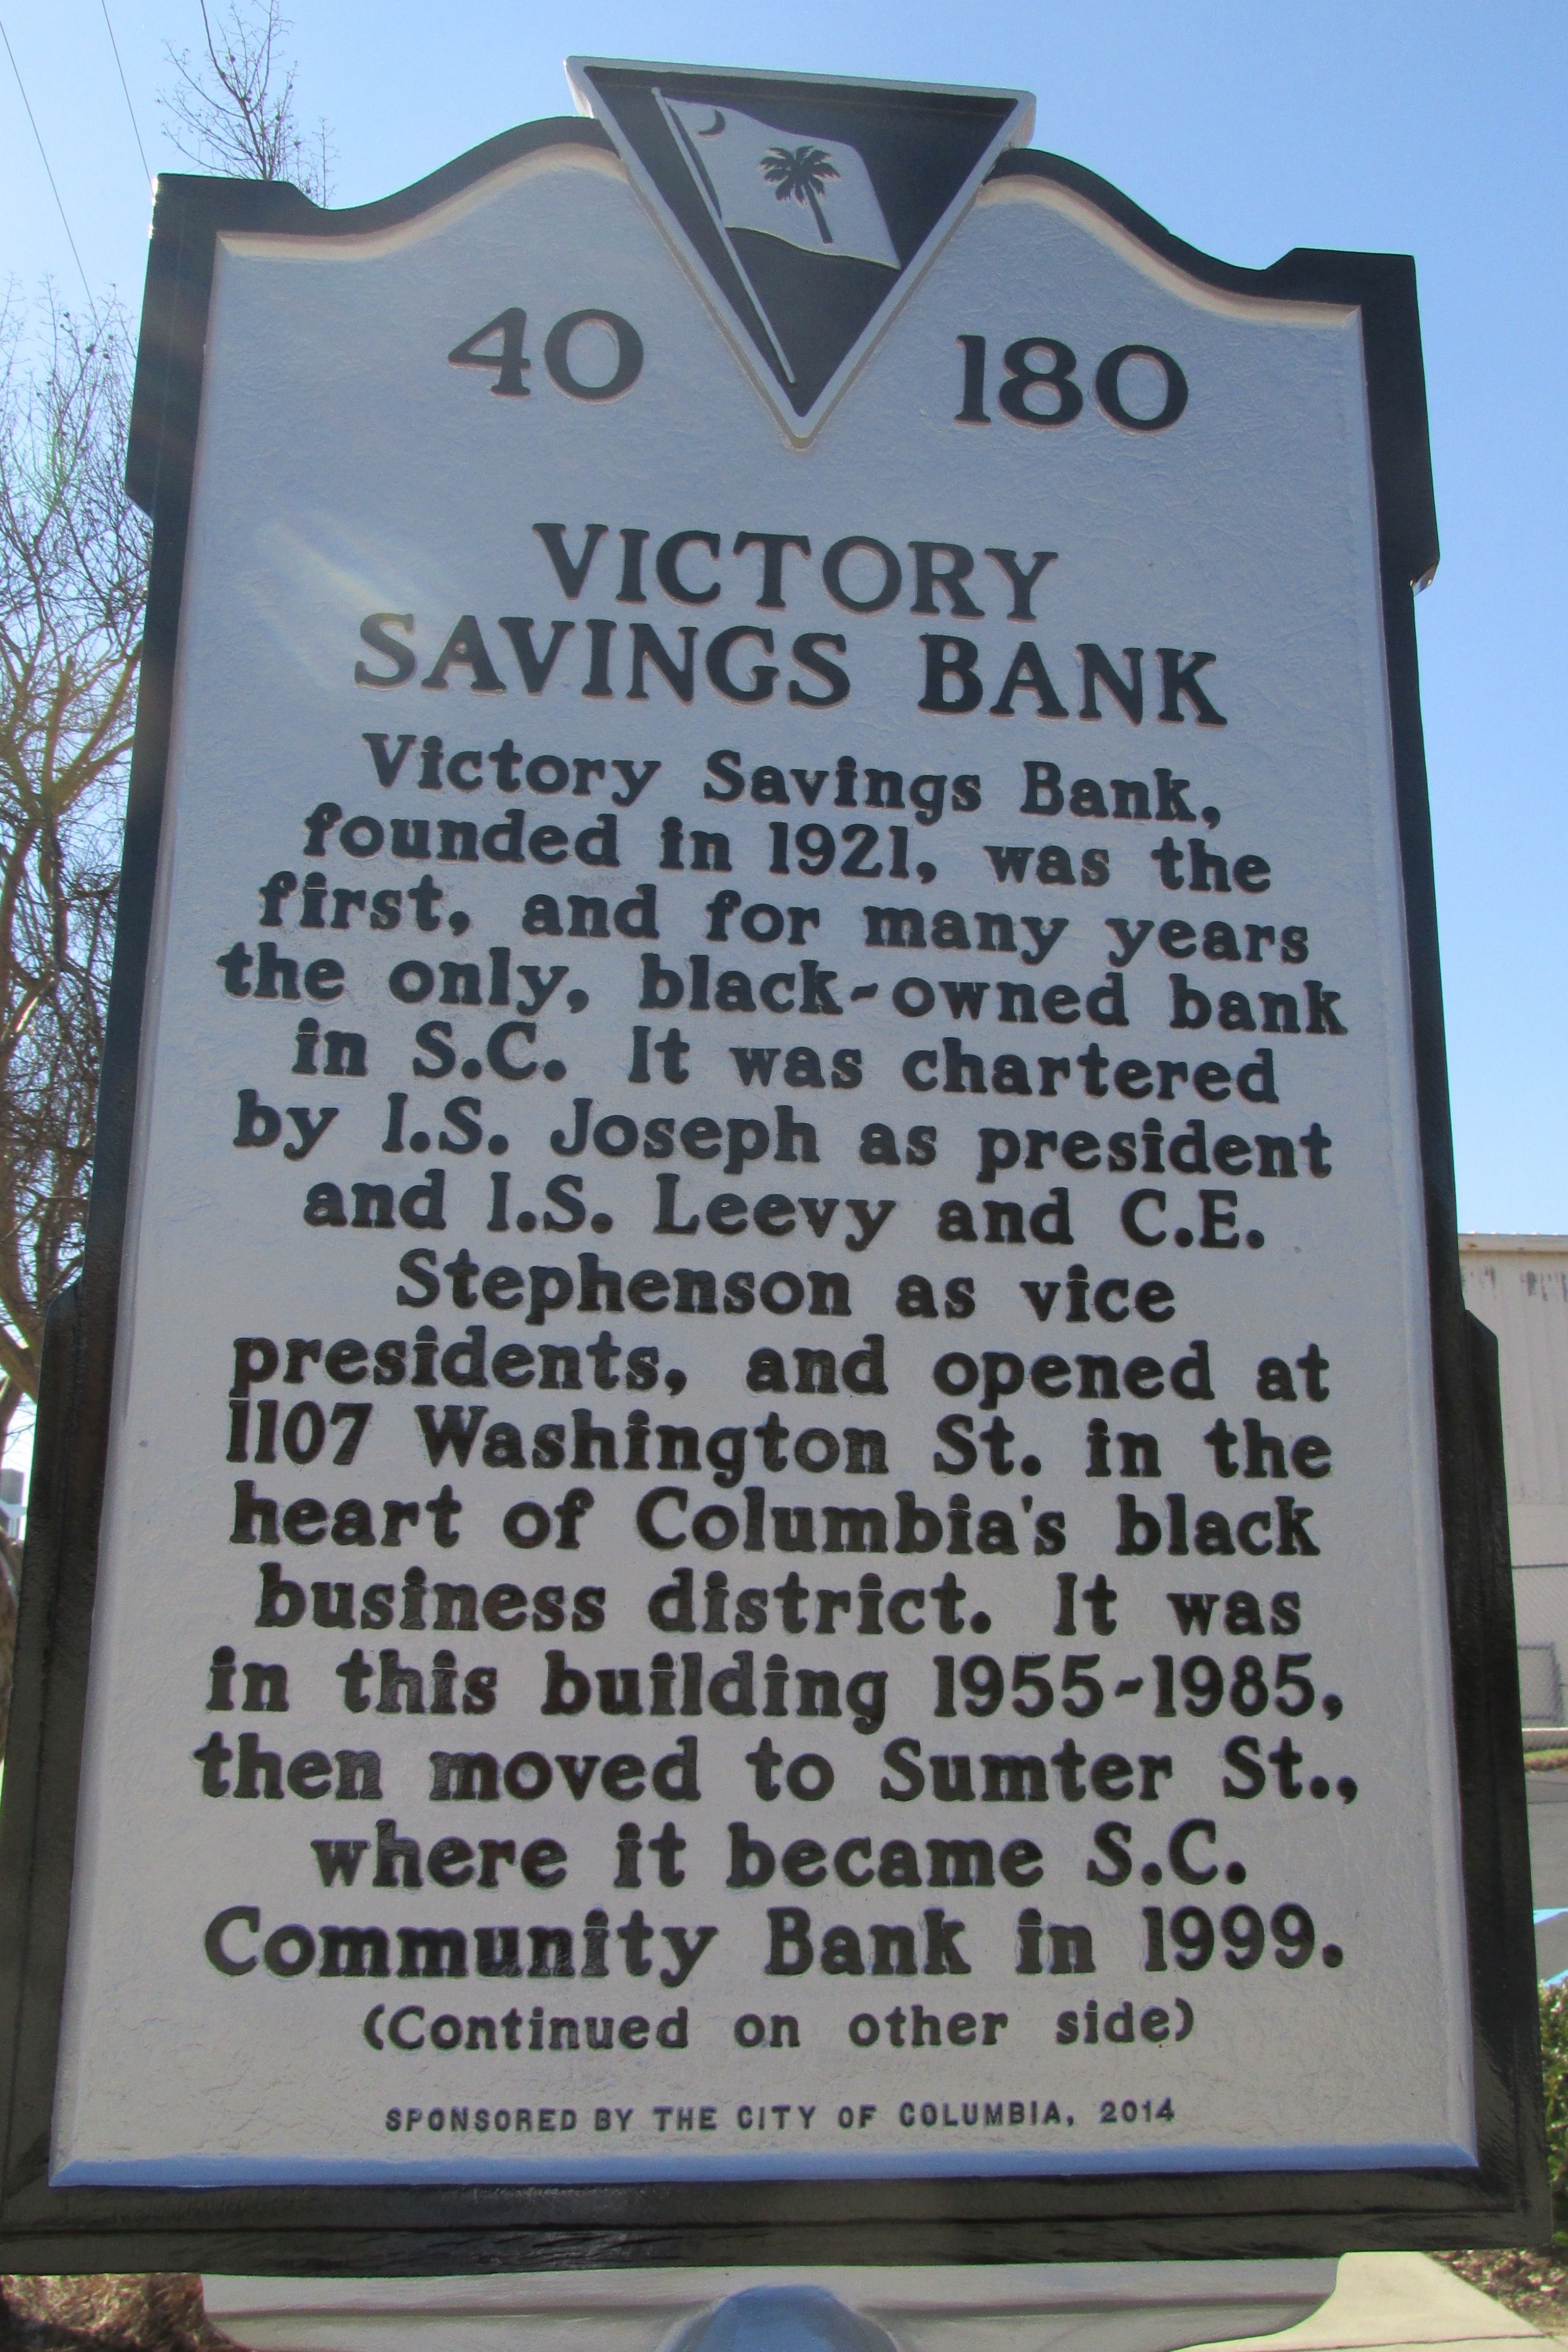 40 180
VICTORY
SAVINGS BANK
Victory Savings Bank,
founded in 1921, was the
first, and for many years
the only, black-owned bank
in S.C. It was chartered
by I.S. Joseph as president
and I.S. Leevy and C.E.
Stephenson as vice
presidents, and opened at
1107 Washington St. in the
heart of Columbia's black
business district. It was
in this building 1955-1985,
then moved to Sumter St.,
where it became S.C.
Community Bank in 1999.
(Continued on other side)
SPONSORED BY THE CITY OF COLUMBIA, 2014